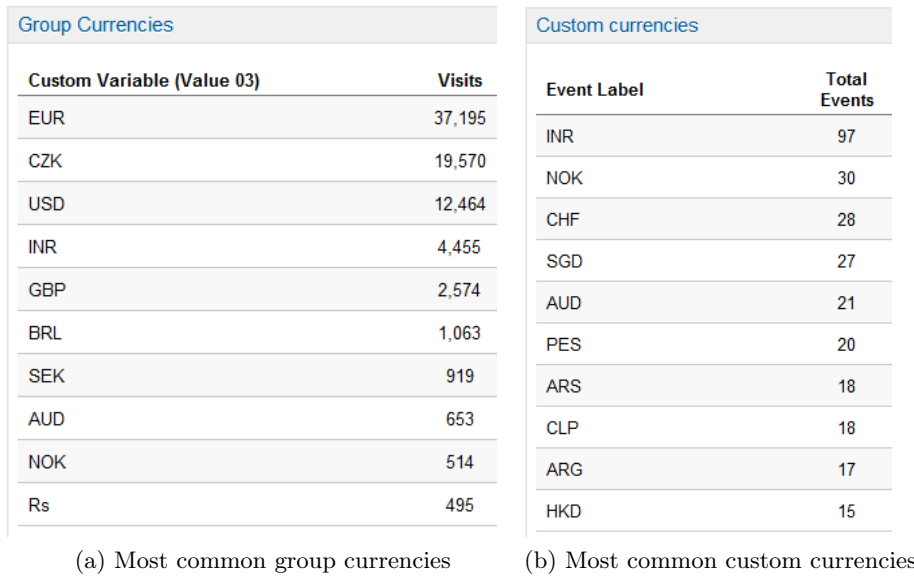 Group Currencies
Custom Variable (Value 03) Visits
EUR 37,195
CZK 19,570
USD 12,464
INR 4,455
GBP 2,574
BRL 1,063
SEK 919
AUD 653
NOK 514
Rs 495
(a) Most common group currencies
Custom currencies
Event Label Total Events
INR 97
NOK 30
CHF 28
SGD 27
AUD 21
PES 20
ARS 18
CLP 18
ARG 17
HKD 15
(b) Most common custom currencies